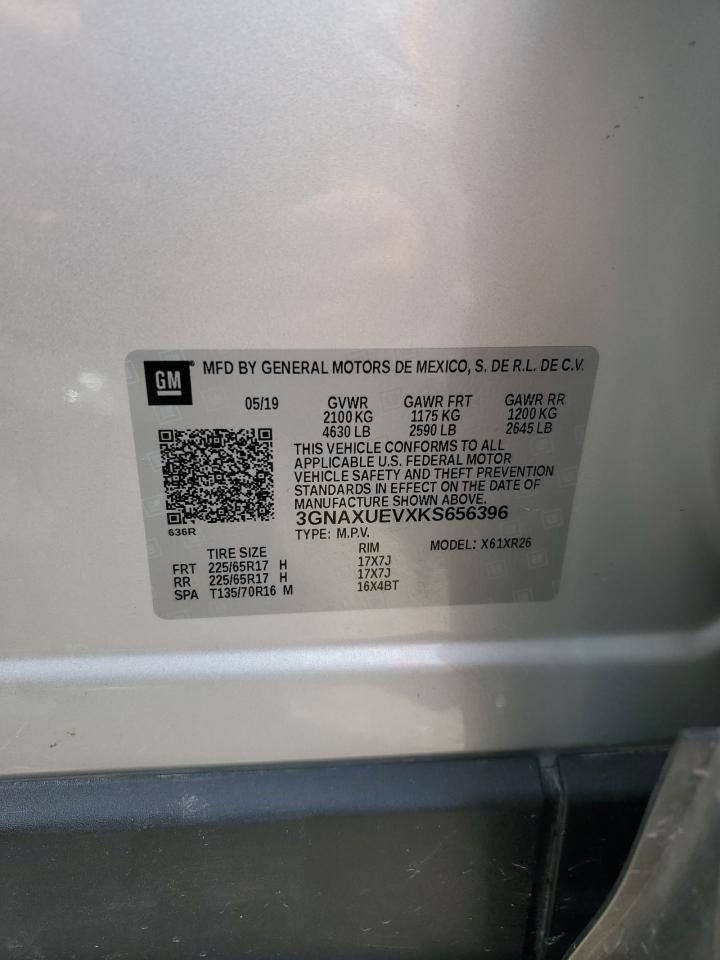 GM ® MFD BY GENERAL MOTORS DE MEXICO, S. DE R.L. DE C.V.
05/19 GVWR GAWR FRT GAWR RR
2100 KG 1175 KG 1200 KG
4630 LB 2590 LB 2645 LB
THIS VEHICLE CONFORMS TO ALL
APPLICABLE U.S. FEDERAL MOTOR
VEHICLE SAFETY AND THEFT PREVENTION
STANDARDS IN EFFECT ON THE DATE OF
MANUFACTURE SHOWN ABOVE.
3GNAXUEVXKS656396
636R TYPE: M.P.V. MODEL: X61XR26
TIRE SIZE RIM
FRT 225/65R17 H 17X7J
RR 225/65R17 H 17X7J
SPA T135/70R16 M 16X4BT